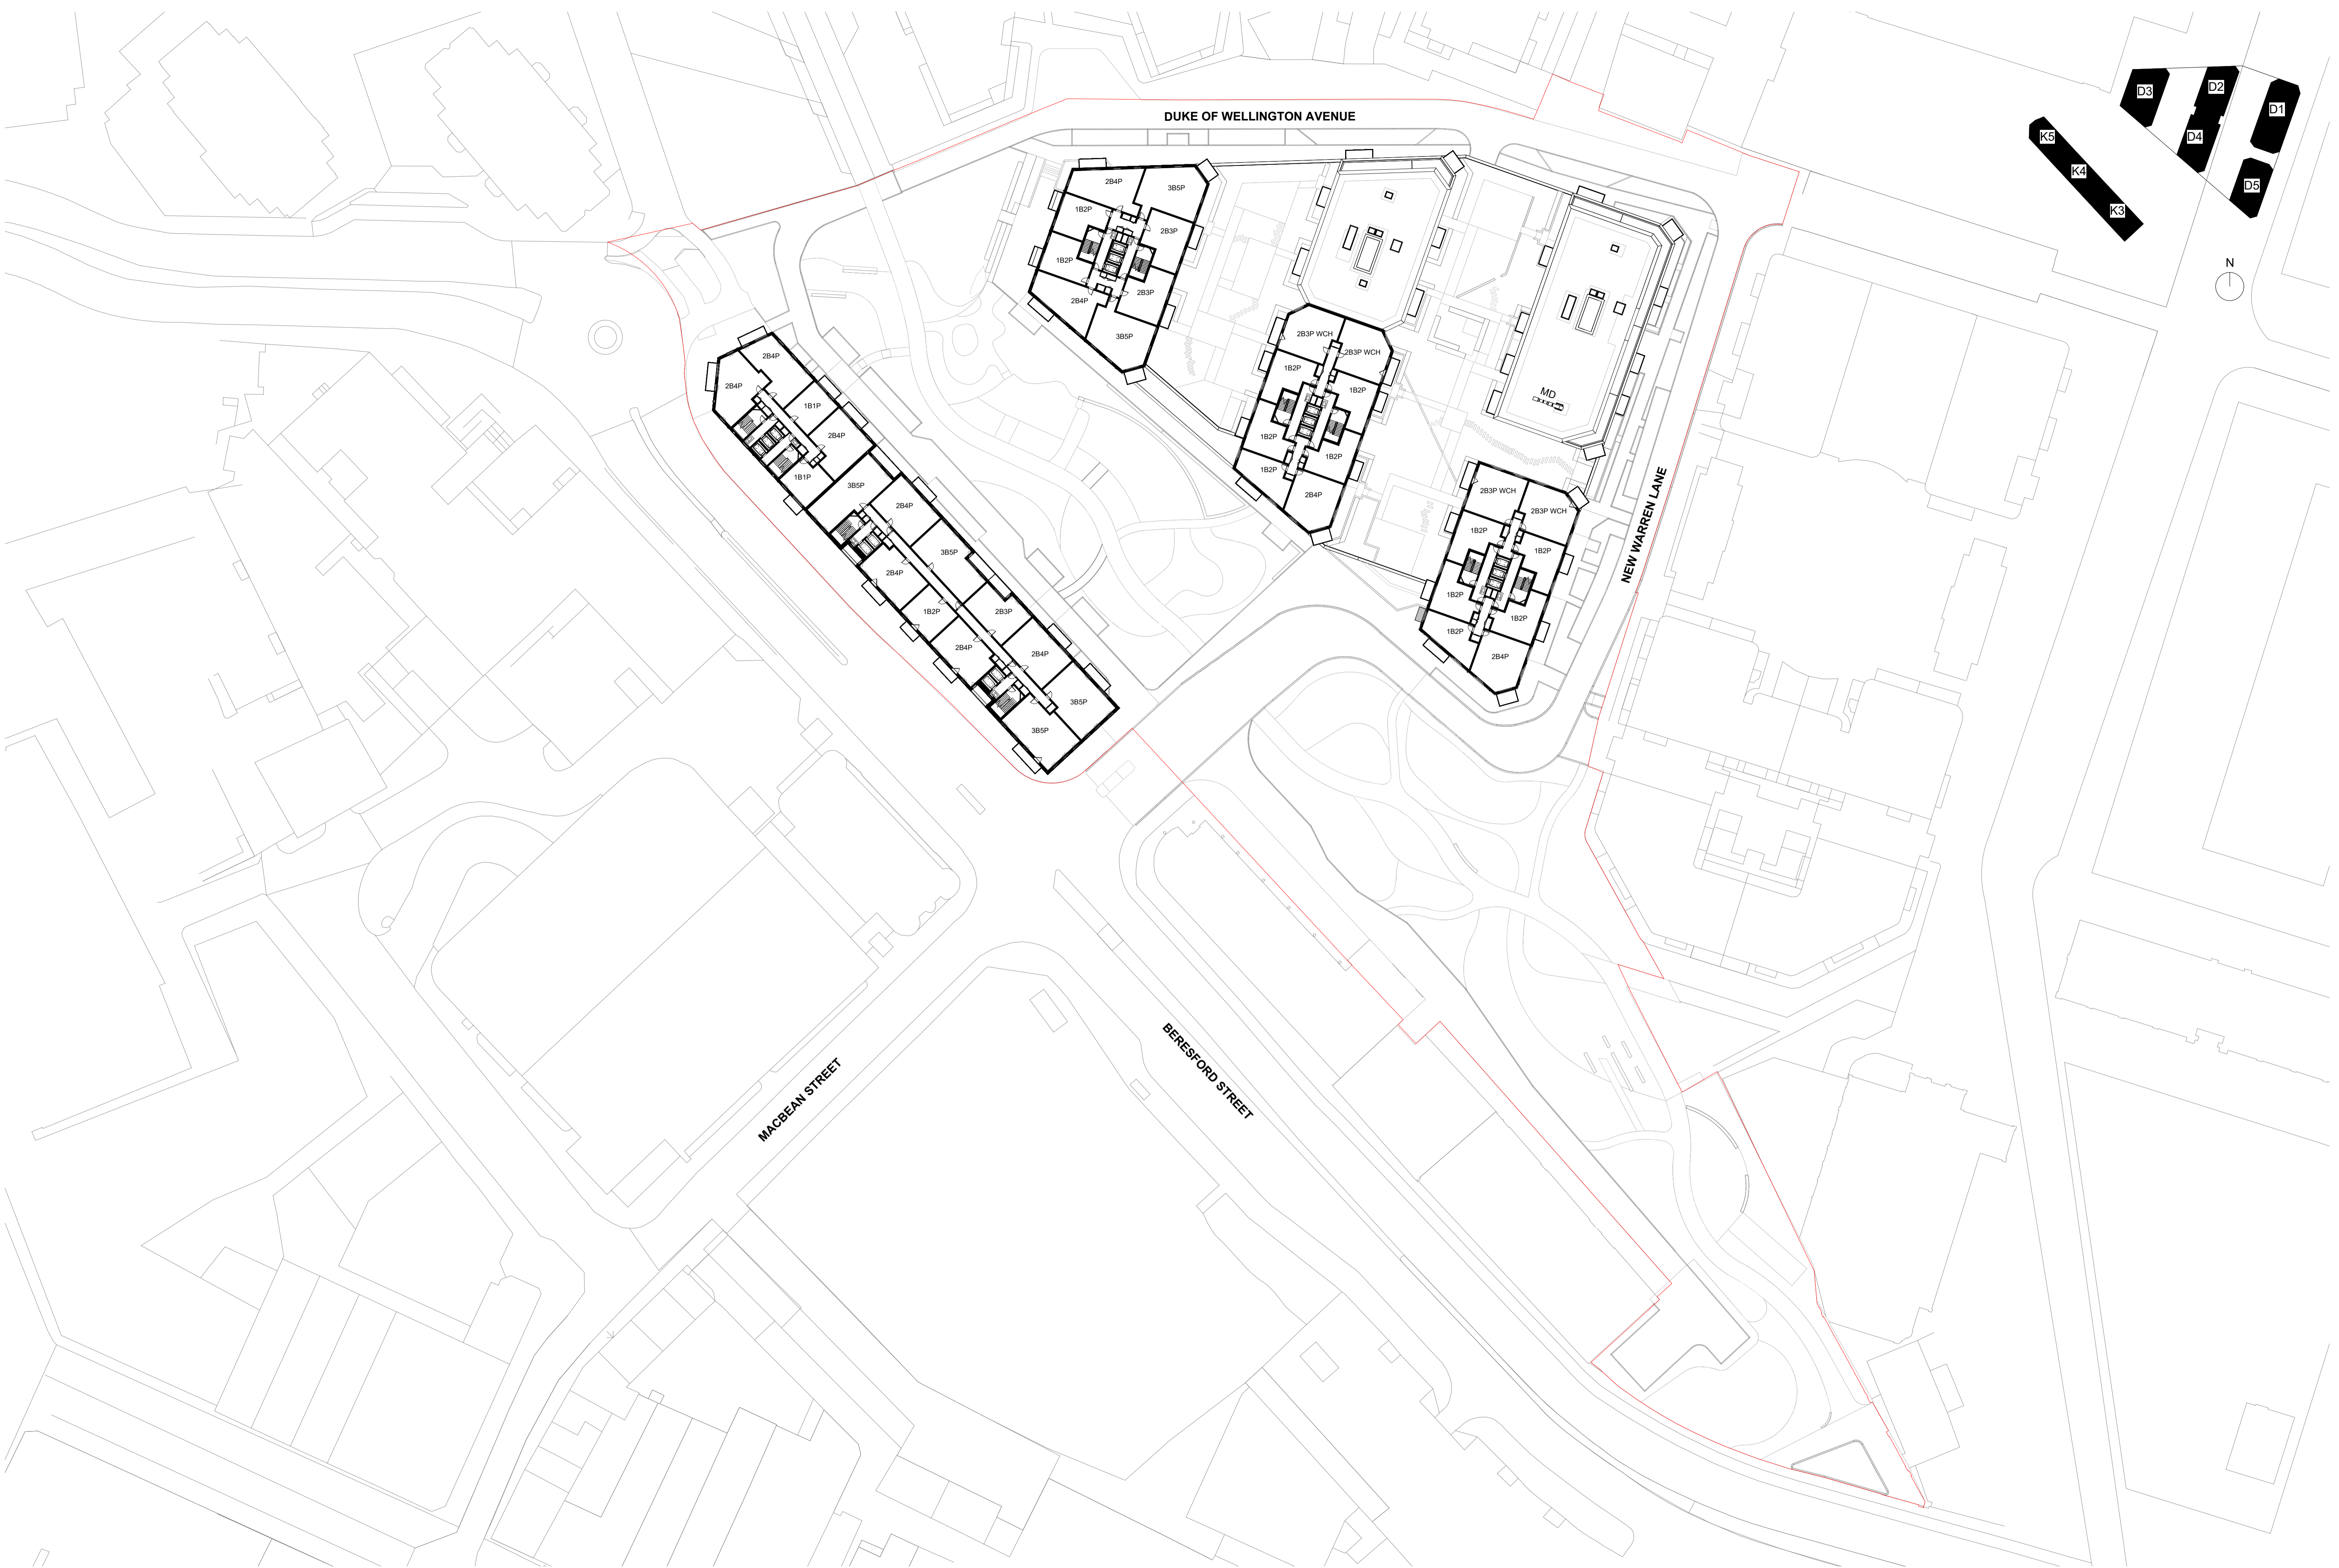 DUKE OF WELLINGTON AVENUE
D3
D2
D1
K5
D4
K4
D5
K3
N
2B4P
3B5P
1B2P
2B3P
1B2P
2B3P
2B4P
3B5P
2B3P WCH
2B3P WCH
1B2P
1B2P
1B2P
1B2P
1B2P
2B4P
MD
2B3P WCH
2B3P WCH
1B2P
1B2P
1B2P
1B2P
1B2P
2B4P
NEW WARREN LANE
2B4P
2B4P
1B1P
2B4P
1B1P
3B5P
2B4P
3B5P
2B4P
1B2P
2B3P
2B4P
2B4P
3B5P
3B5P
MACBEAN STREET
BERESFORD STREET